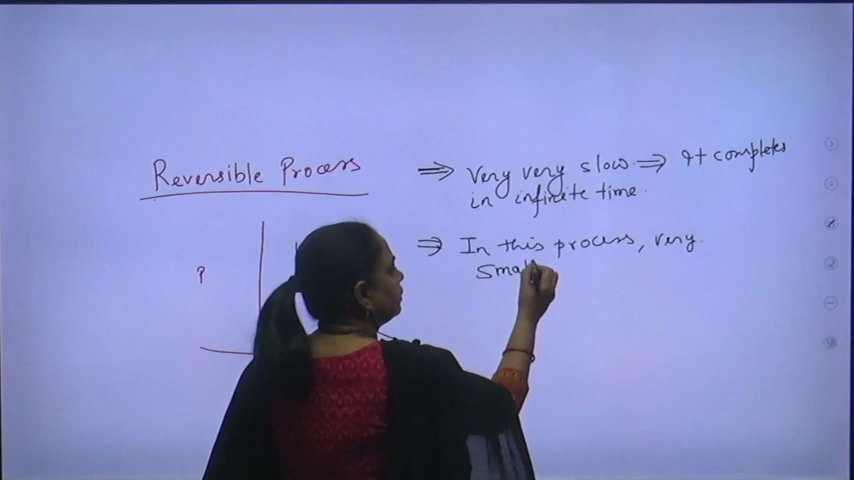 Reversible Process
⇒ Very very slow ⇒ It completes
in infinite time.
⇒ In this process, very
small
P